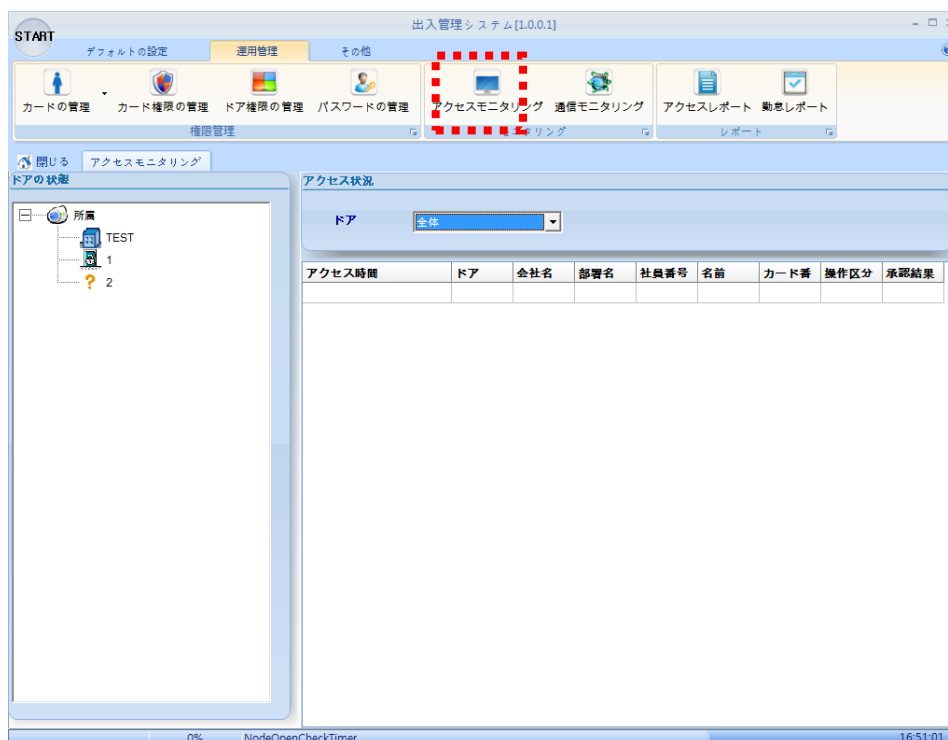 出入管理システム[1.0.0.1]
START
デフォルトの設定 運用管理 その他
カードの管理 カード権限の管理 ドア権限の管理 パスワードの管理 アクセスモニタリング 通信モニタリング アクセスレポート 勤怠レポート
権限管理 モニタリング レポート
閉じる アクセスモニタリング
ドアの状態 アクセス状況
所属
TEST
1
2
ドア 全体
アクセス時間 ドア 会社名 部署名 社員番号 名前 カード番 操作区分 承認結果
0% NodeOpenCheckTimer 16:51:01